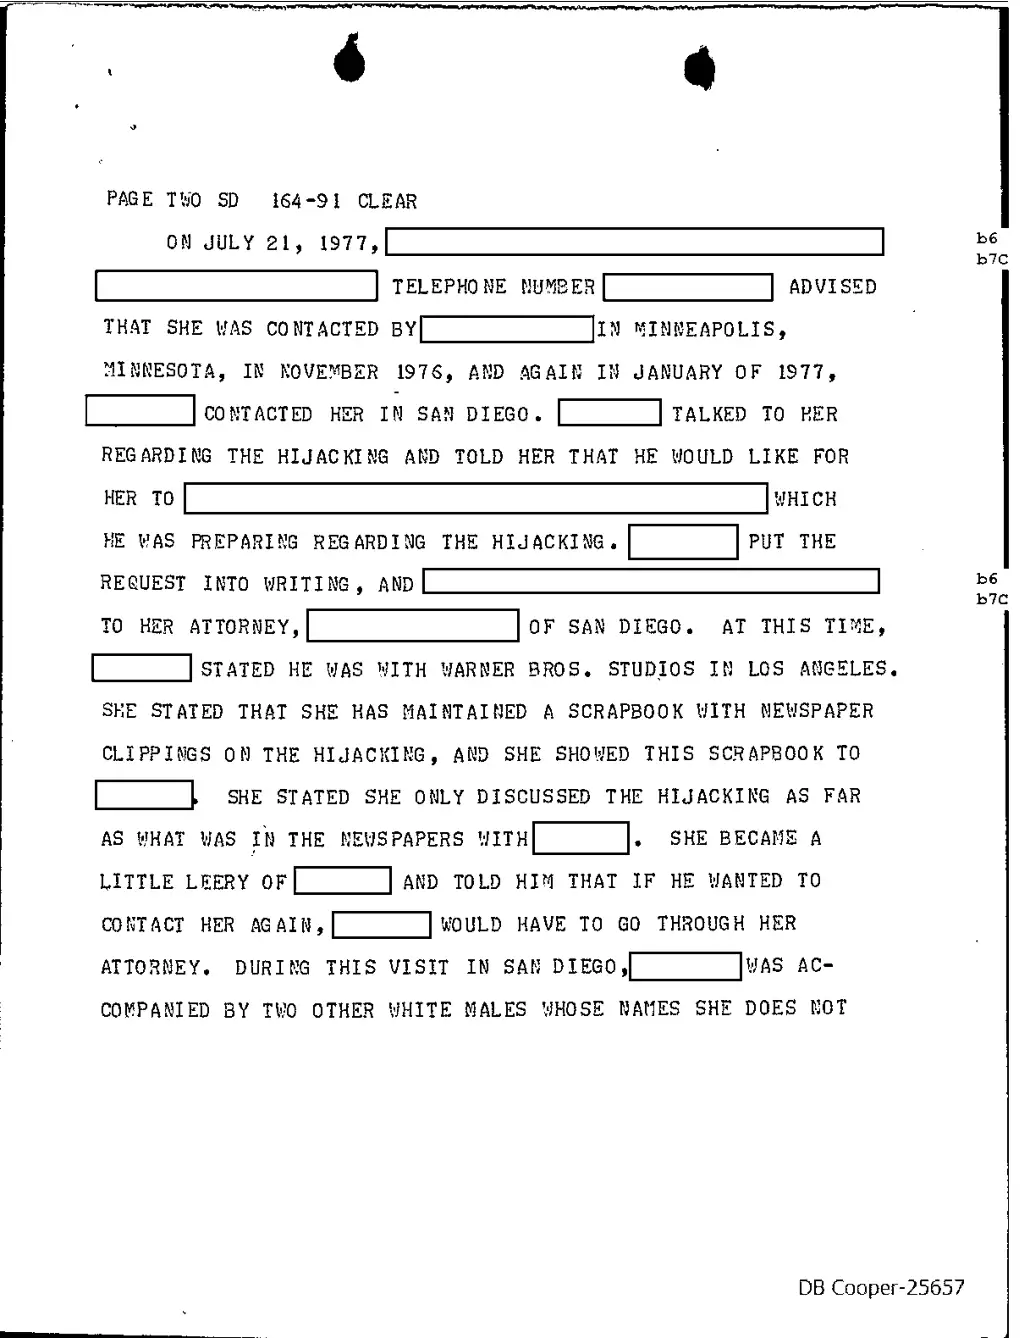 PAGE TWO SD 164-91 CLEAR
ON JULY 21, 1977,
b6
b7C
TELEPHONE NUMBER ADVISED
THAT SHE WAS CONTACTED BY IN MINNEAPOLIS,
MINNESOTA, IN NOVEMBER 1976, AND AGAIN IN JANUARY OF 1977,
CONTACTED HER IN SAN DIEGO. TALKED TO HER
REGARDING THE HIJACKING AND TOLD HER THAT HE WOULD LIKE FOR
HER TO WHICH
HE WAS PREPARING REGARDING THE HIJACKING. PUT THE
REQUEST INTO WRITING, AND
b6
b7C
TO HER ATTORNEY, OF SAN DIEGO. AT THIS TIME,
STATED HE WAS WITH WARNER BROS. STUDIOS IN LOS ANGELES.
SHE STATED THAT SHE HAS MAINTAINED A SCRAPBOOK WITH NEWSPAPER
CLIPPINGS ON THE HIJACKING, AND SHE SHOWED THIS SCRAPBOOK TO
. SHE STATED SHE ONLY DISCUSSED THE HIJACKING AS FAR
AS WHAT WAS IN THE NEWSPAPERS WITH . SHE BECAME A
LITTLE LEERY OF AND TOLD HIM THAT IF HE WANTED TO
CONTACT HER AGAIN, WOULD HAVE TO GO THROUGH HER
ATTORNEY. DURING THIS VISIT IN SAN DIEGO, WAS AC-
COMPANIED BY TWO OTHER WHITE MALES WHOSE NAMES SHE DOES NOT
DB Cooper-25657